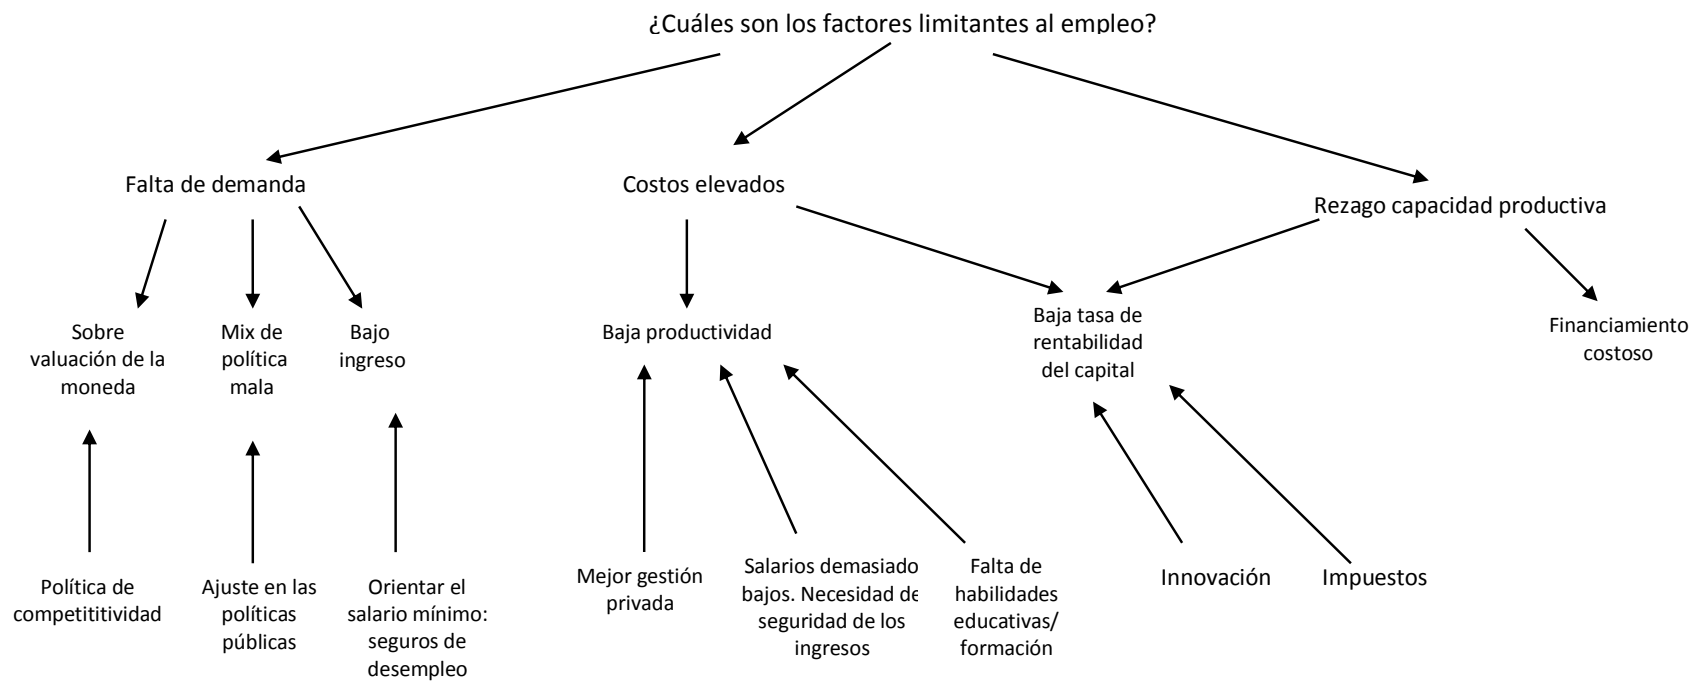 ¿Cuáles son los factores limitantes al empleo?
Falta de demanda
Costos elevados
Rezago capacidad productiva
Sobre
valuación de la
moneda
Mix de
política
mala
Bajo
ingreso
Baja productividad
Baja tasa de
rentabilidad
del capital
Financiamiento
costoso
Política de
competititividad
Ajuste en las
políticas
públicas
Orientar el
salario mínimo:
seguros de
desempleo
Mejor gestión
privada
Salarios demasiado
bajos. Necesidad de
seguridad de los
ingresos
Falta de
habilidades
educativas/
formación
Innovación
Impuestos